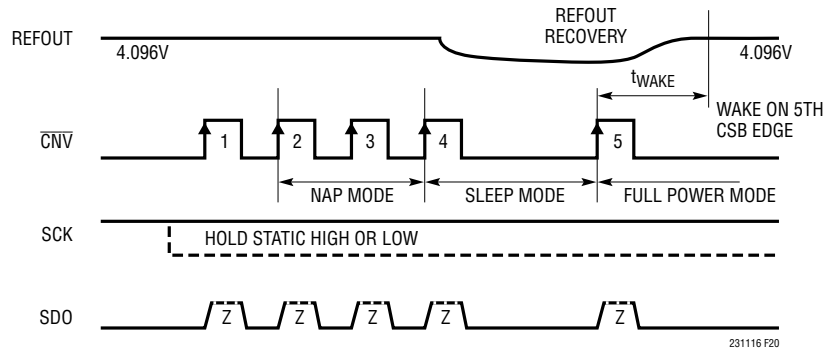 REFOUT
RECOVERY
REFOUT
4.096V
4.096V
tWAKE
WAKE ON 5TH
CSB EDGE
CNV
1
2
3
4
5
NAP MODE
SLEEP MODE
FULL POWER MODE
SCK
HOLD STATIC HIGH OR LOW
SDO
Z
Z
Z
Z
Z
231116 F20